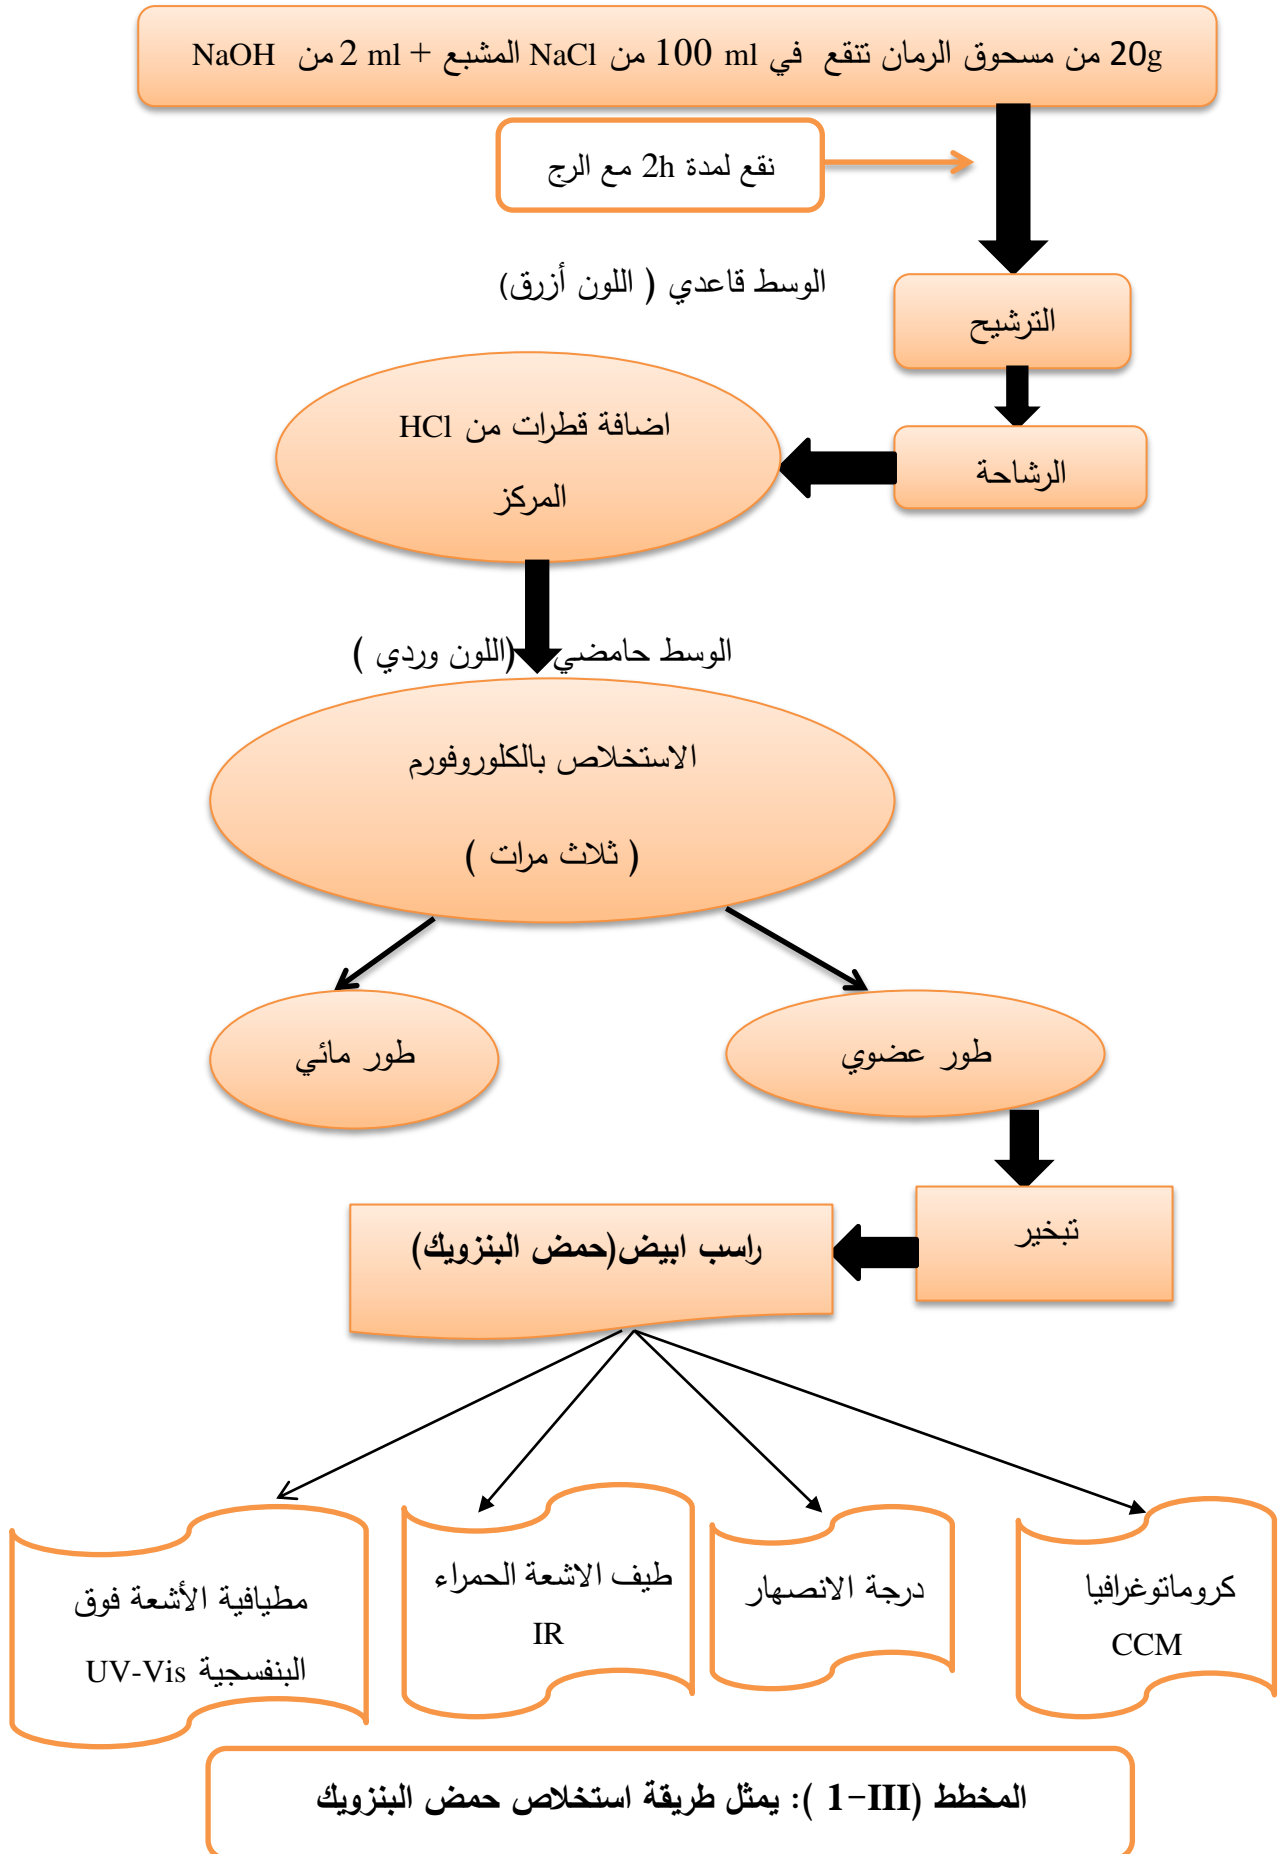 20g من مسحوق الرمان تنقع في 100 ml من NaCl المشبع + 2 ml من NaOH
نقع لمدة 2h مع الرج
الوسط قاعدي ( اللون أزرق)
الترشيح
الرشاحة
اضافة قطرات من HCl
المركز
الوسط حامضي (اللون وردي )
الاستخلاص بالكلوروفورم
( ثلاث مرات )
طور عضوي
طور مائي
تبخير
راسب ابيض(حمض البنزويك)
كروماتوغرافيا
CCM
درجة الانصهار
طيف الاشعة الحمراء
IR
مطيافية الأشعة فوق
البنفسجية UV-Vis
المخطط (III-1 ): يمثل طريقة استخلاص حمض البنزويك